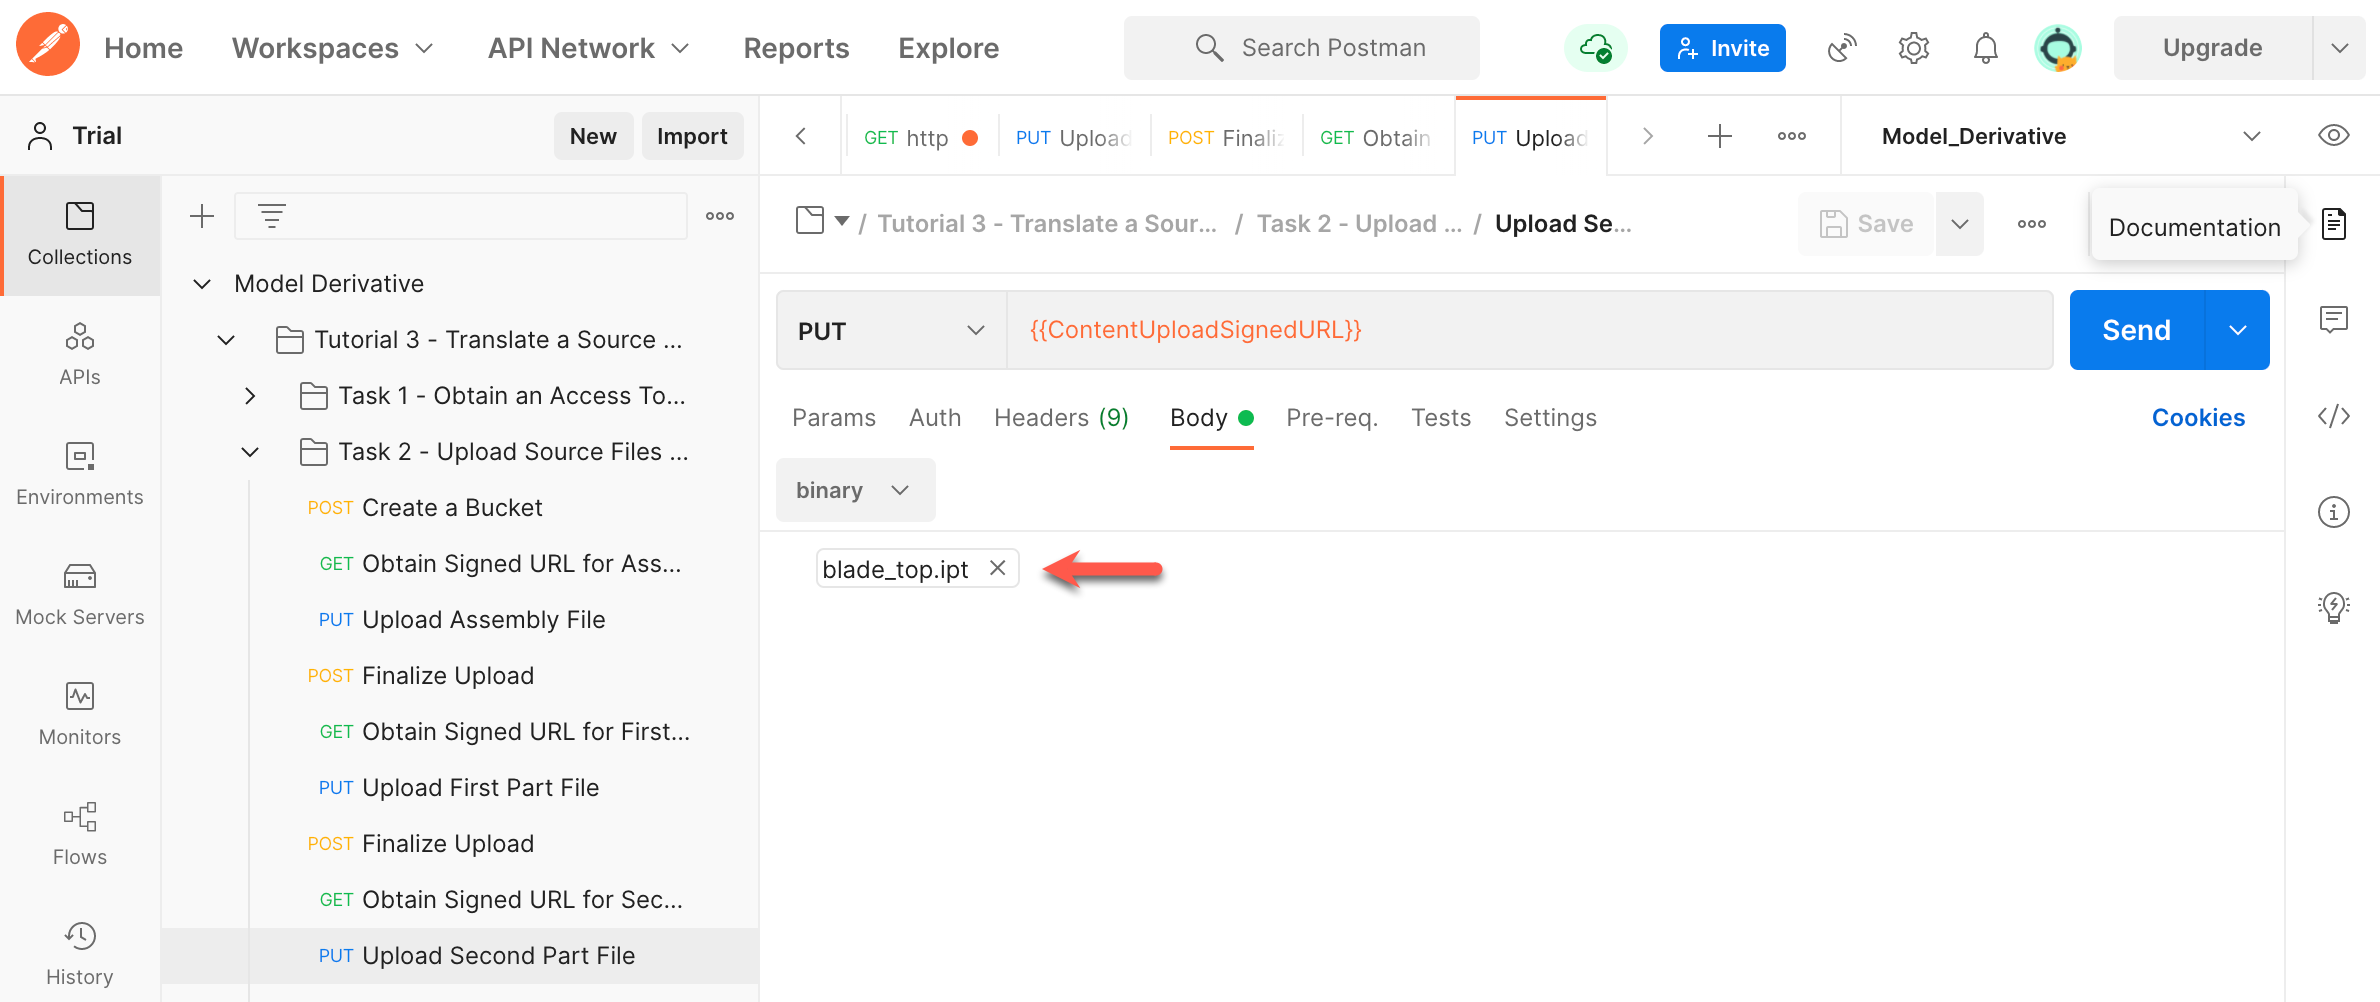 Home
Workspaces
API Network
Reports
Explore
Search Postman
Invite
Upgrade
Trial
New
Import
GET http
PUT Upload
POST Finaliz
GET Obtain
PUT Upload
Model_Derivative
Collections
APIs
Environments
Mock Servers
Monitors
Flows
History
Model Derivative
Tutorial 3 - Translate a Source ...
Task 1 - Obtain an Access To...
Task 2 - Upload Source Files ...
POST Create a Bucket
GET Obtain Signed URL for Ass...
PUT Upload Assembly File
POST Finalize Upload
GET Obtain Signed URL for First...
PUT Upload First Part File
POST Finalize Upload
GET Obtain Signed URL for Sec...
PUT Upload Second Part File
/ Tutorial 3 - Translate a Sour... / Task 2 - Upload ... / Upload Se...
Save
Documentation
PUT
{{ContentUploadSignedURL}}
Send
Params
Auth
Headers (9)
Body
Pre-req.
Tests
Settings
Cookies
binary
blade_top.ipt